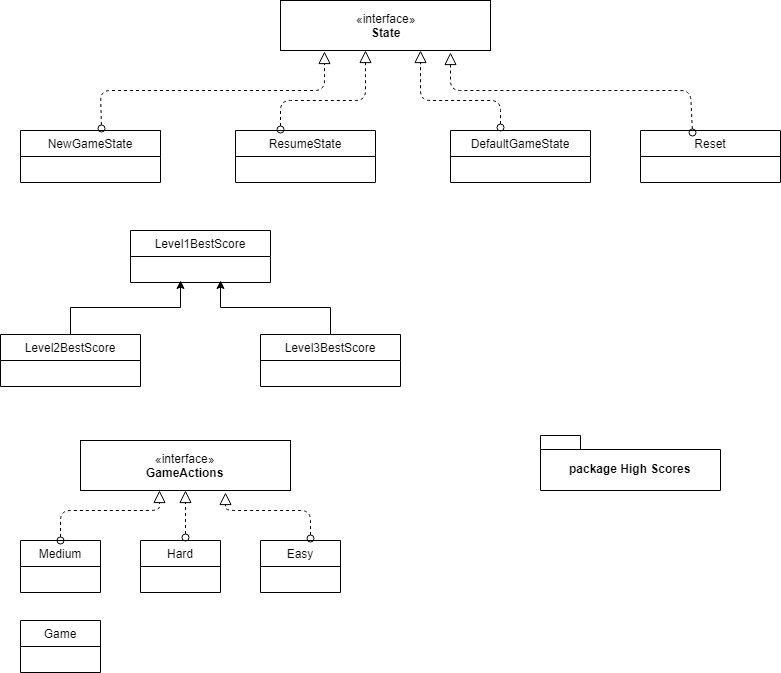 «interface»
State
NewGameState
ResumeState
DefaultGameState
Reset
Level1BestScore
Level2BestScore
Level3BestScore
«interface»
GameActions
package High Scores
Medium
Hard
Easy
Game